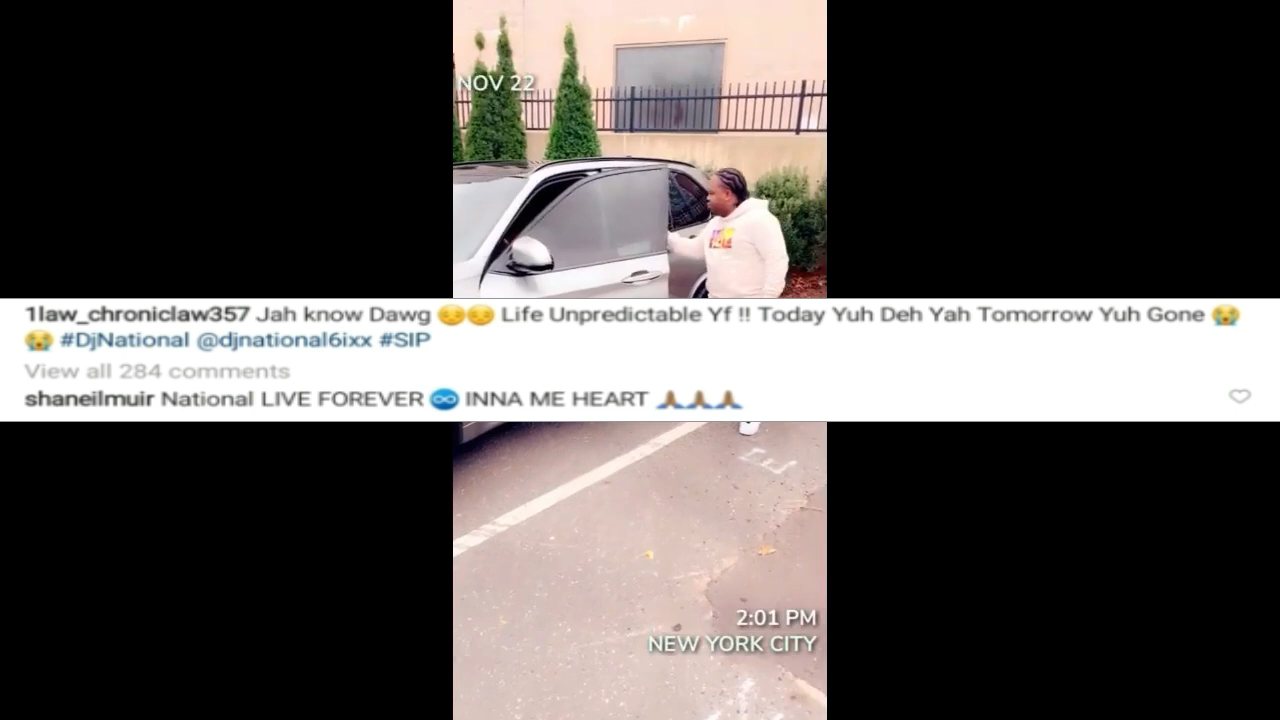 NOV 22
1law_chroniclaw357 Jah know Dawg 😔😔 Life Unpredictable Yf !! Today Yuh Deh Yah Tomorrow Yuh Gone 😭
😭 #DjNational @djnational6ixx #SIP
View all 284 comments
shaneilmuir National LIVE FOREVER ♾️ INNA ME HEART 🙏🏾🙏🏾🙏🏾
2:01 PM
NEW YORK CITY